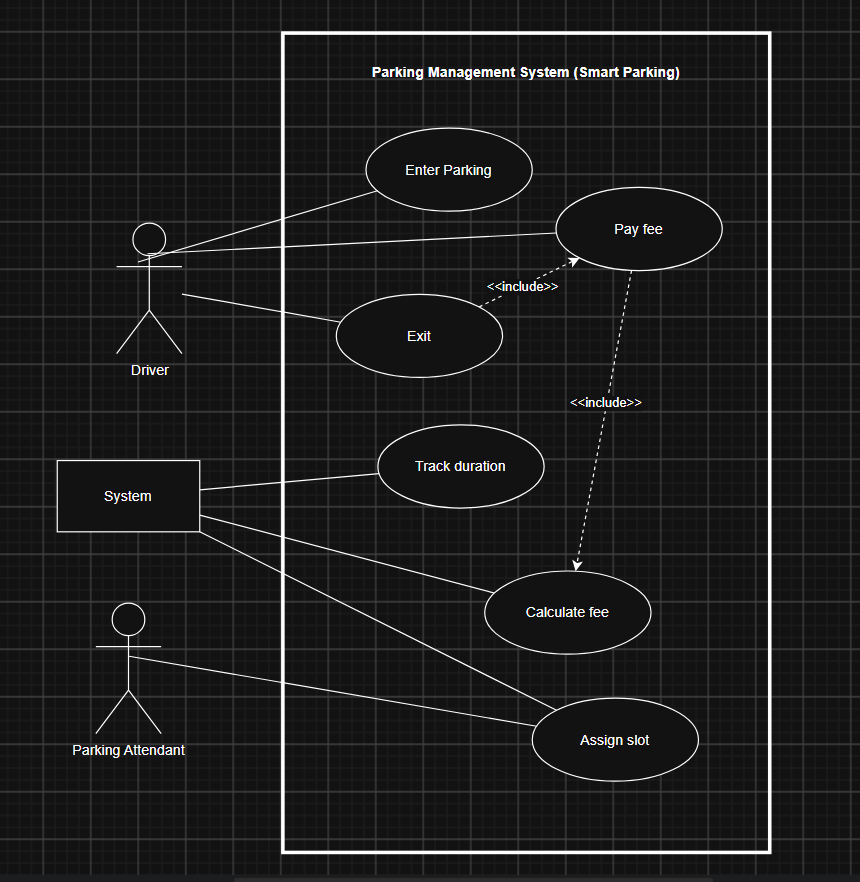 Parking Management System (Smart Parking)
Enter Parking
Pay fee
<<include>>
Exit
Driver
<<include>>
Track duration
System
Calculate fee
Assign slot
Parking Attendant